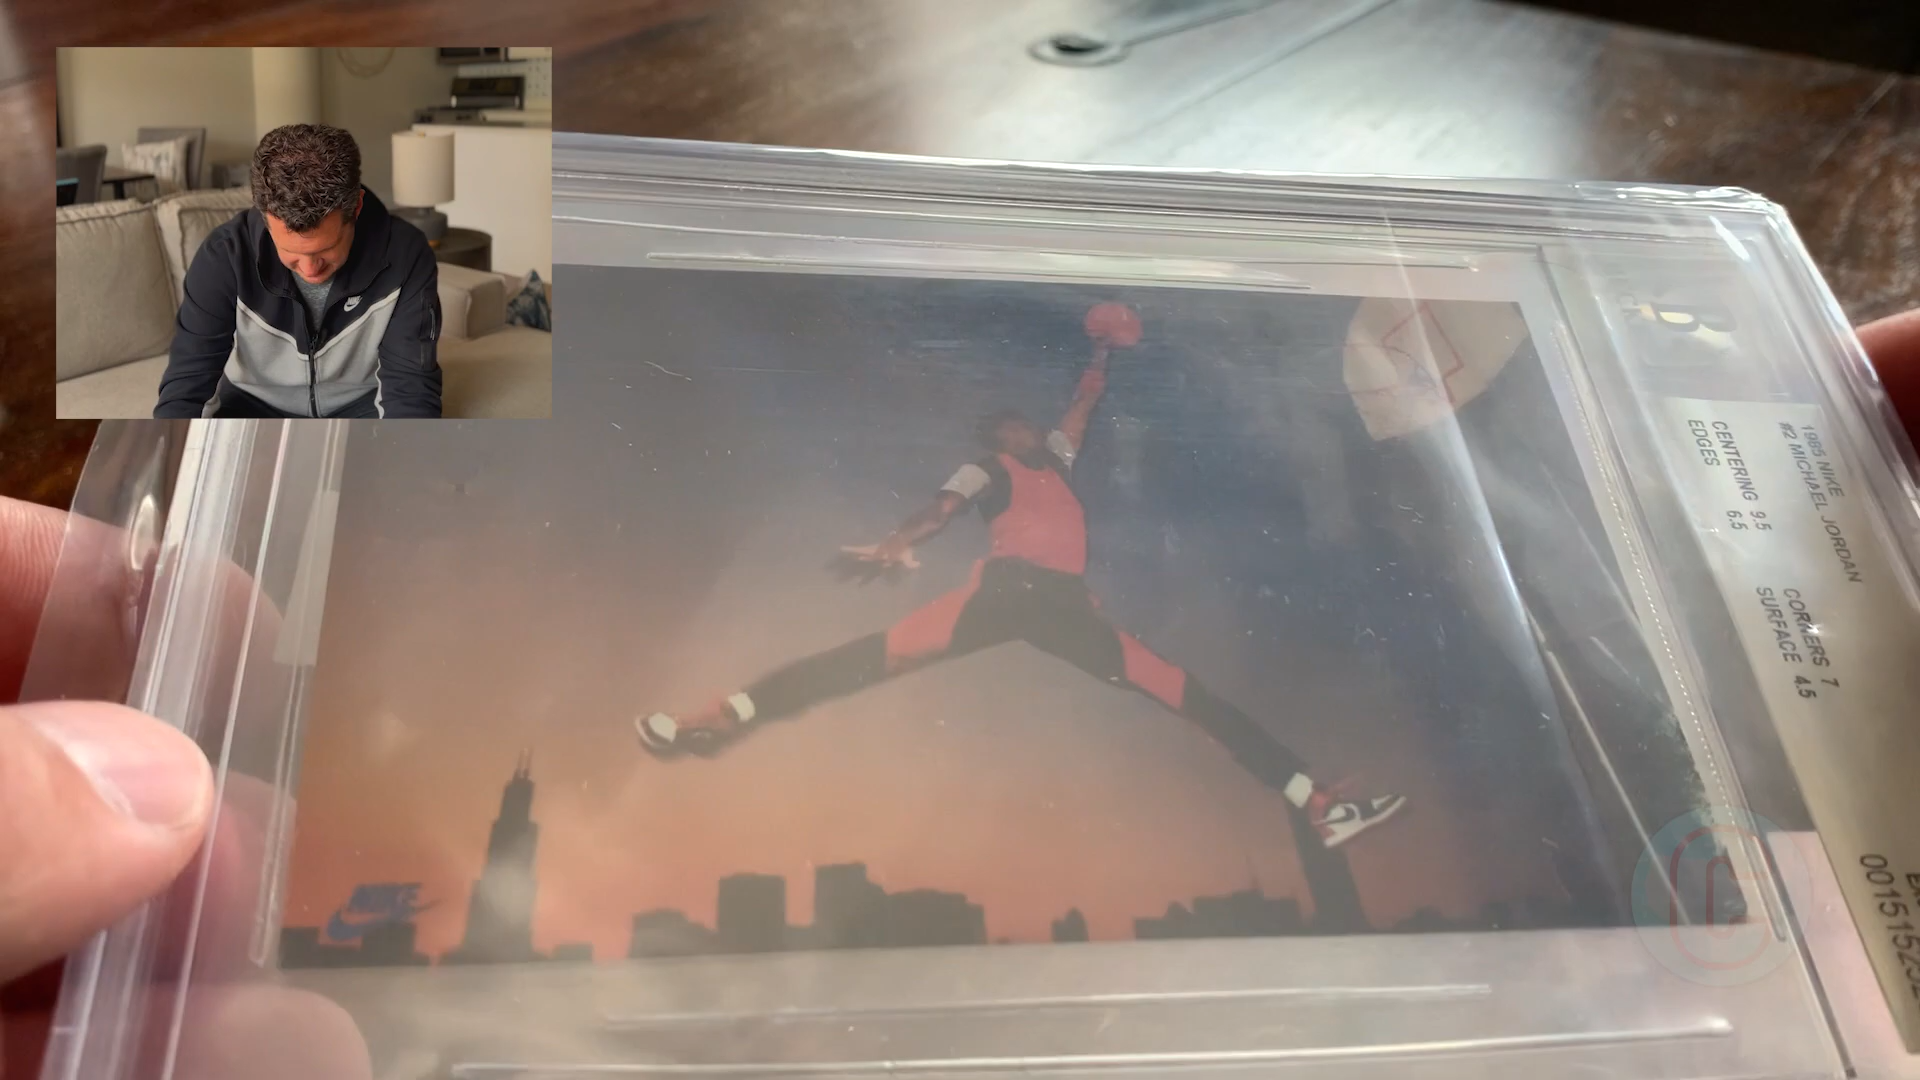 1985 NIKE
#2 MICHAEL JORDAN
CENTERING 9.5
CORNERS 7
EDGES 6.5
SURFACE 4.5
NIKE